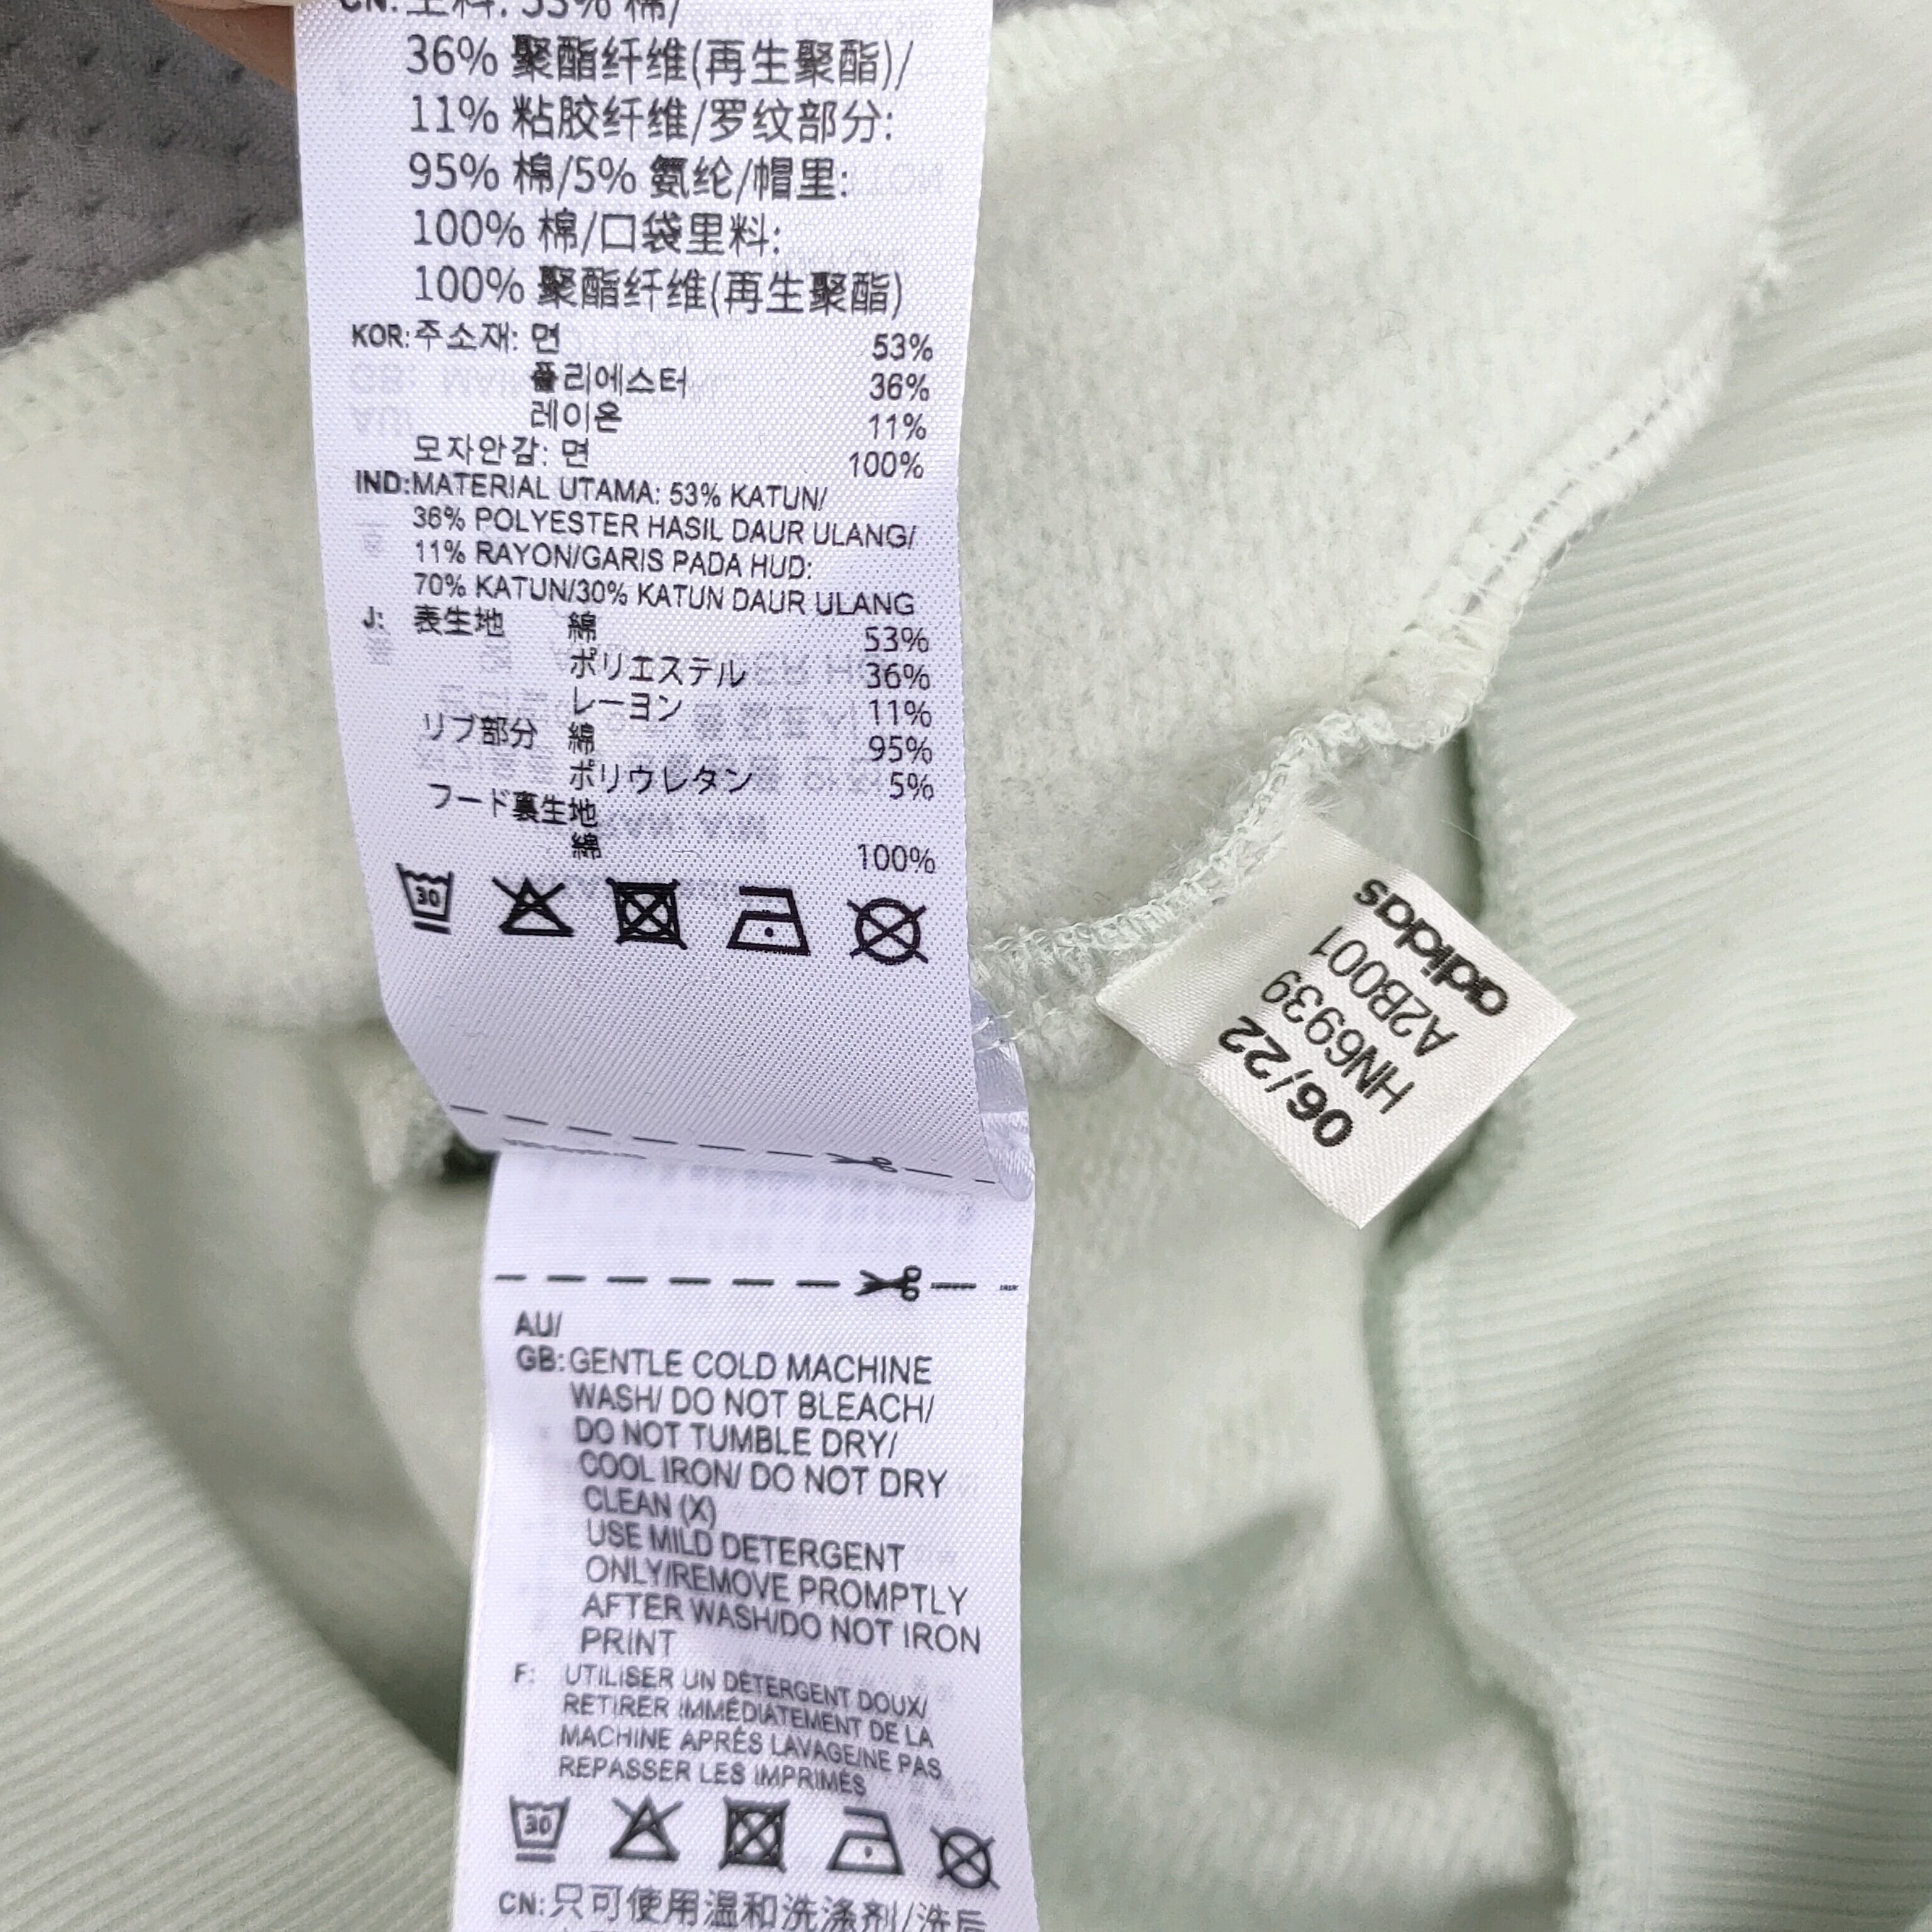 CN: 主料: 53% 棉/
36% 聚酯纤维(再生聚酯)/
11% 粘胶纤维/罗纹部分:
95% 棉/5% 氨纶/帽里:
100% 棉/口袋里料:
100% 聚酯纤维(再生聚酯)
KOR: 주소재: 면 53%
폴리에스터 36%
레이온 11%
모자안감: 면 100%
IND: MATERIAL UTAMA: 53% KATUN/
36% POLYESTER HASIL DAUR ULANG/
11% RAYON/GARIS PADA HUD:
70% KATUN/30% KATUN DAUR ULANG
J: 表生地 綿 53%
ポリエステル 36%
レーヨン 11%
リブ部分 綿 95%
ポリウレタン 5%
フード裏生地
綿 100%
30
adidas
A2B001
HN6939
06/22
AU/
GB: GENTLE COLD MACHINE
WASH/ DO NOT BLEACH/
DO NOT TUMBLE DRY/
COOL IRON/ DO NOT DRY
CLEAN (X)
USE MILD DETERGENT
ONLY/REMOVE PROMPTLY
AFTER WASH/DO NOT IRON
PRINT
F: UTILISER UN DÉTERGENT DOUX/
RETIRER IMMÉDIATEMENT DE LA
MACHINE APRÈS LAVAGE/NE PAS
REPASSER LES IMPRIMÉS
30
CN: 只可使用温和洗涤剂/洗后